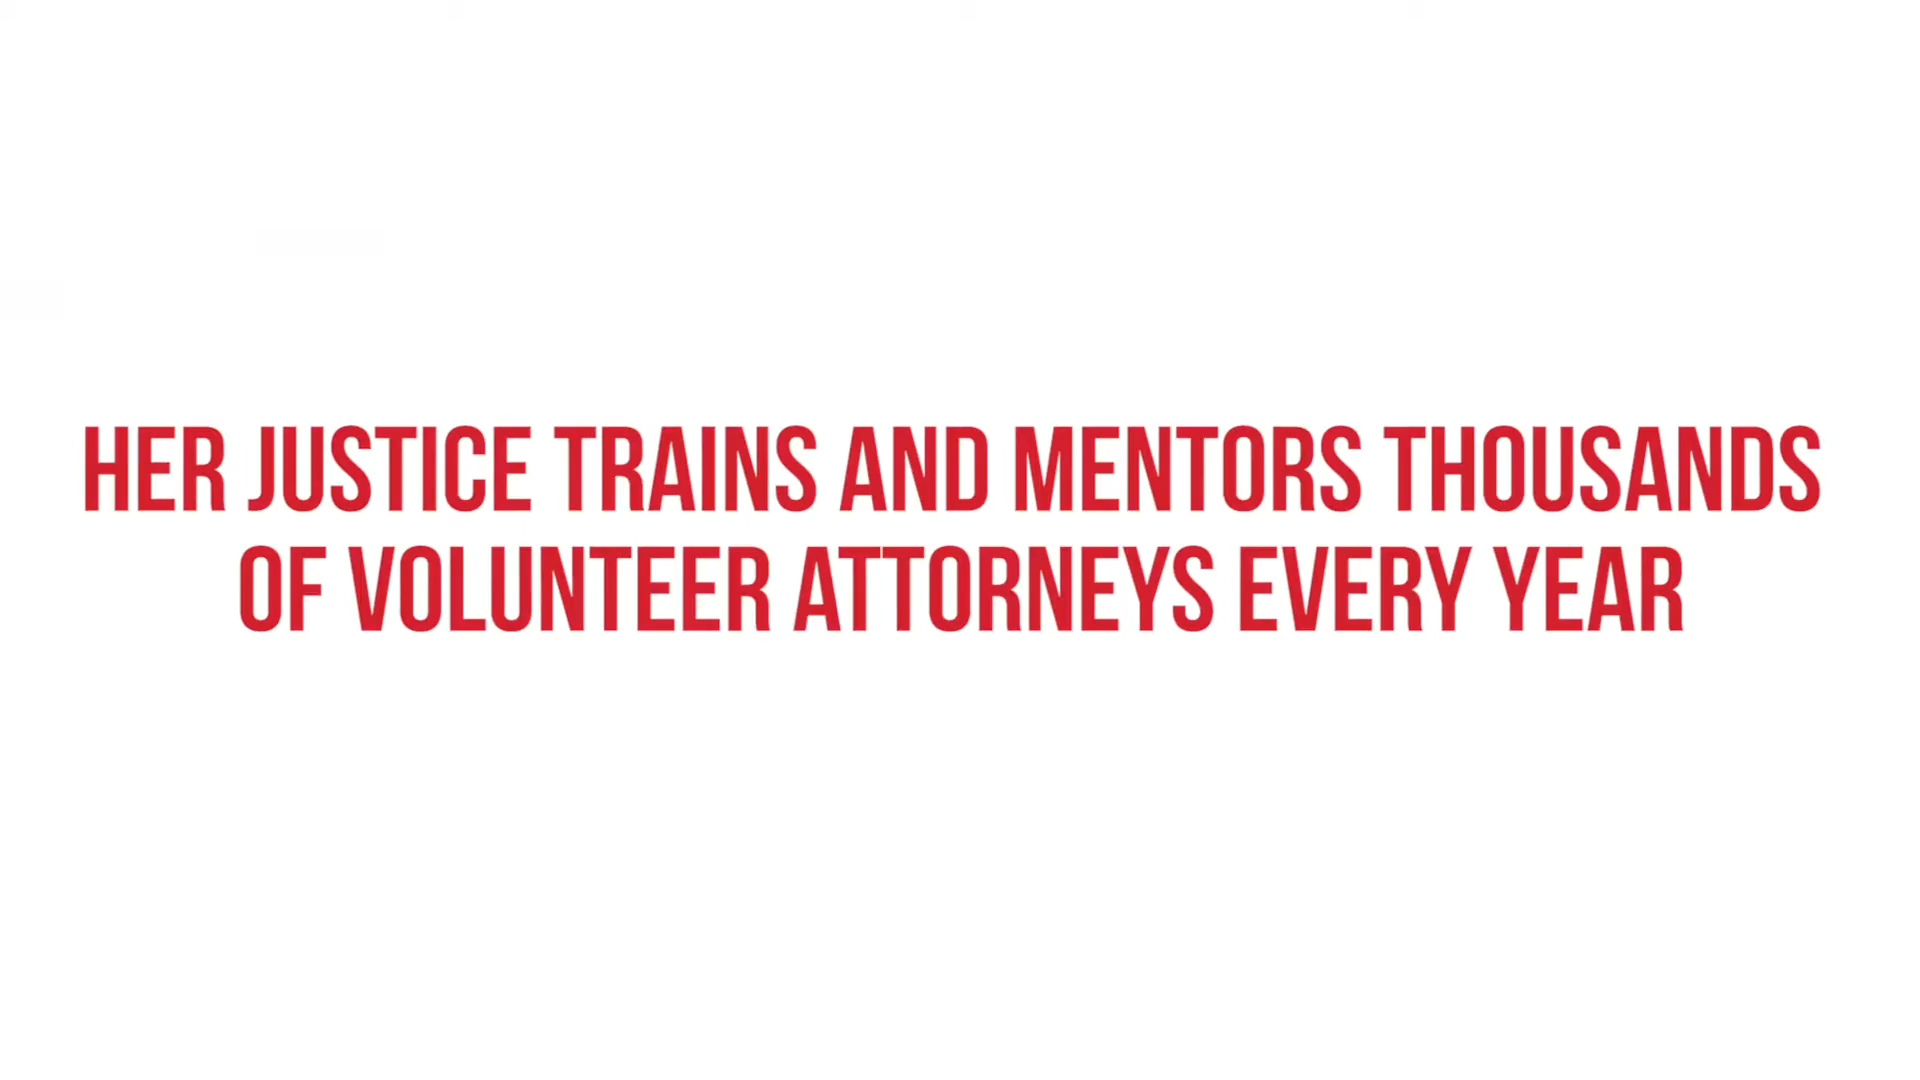 HER JUSTICE TRAINS AND MENTORS THOUSANDS
OF VOLUNTEER ATTORNEYS EVERY YEAR